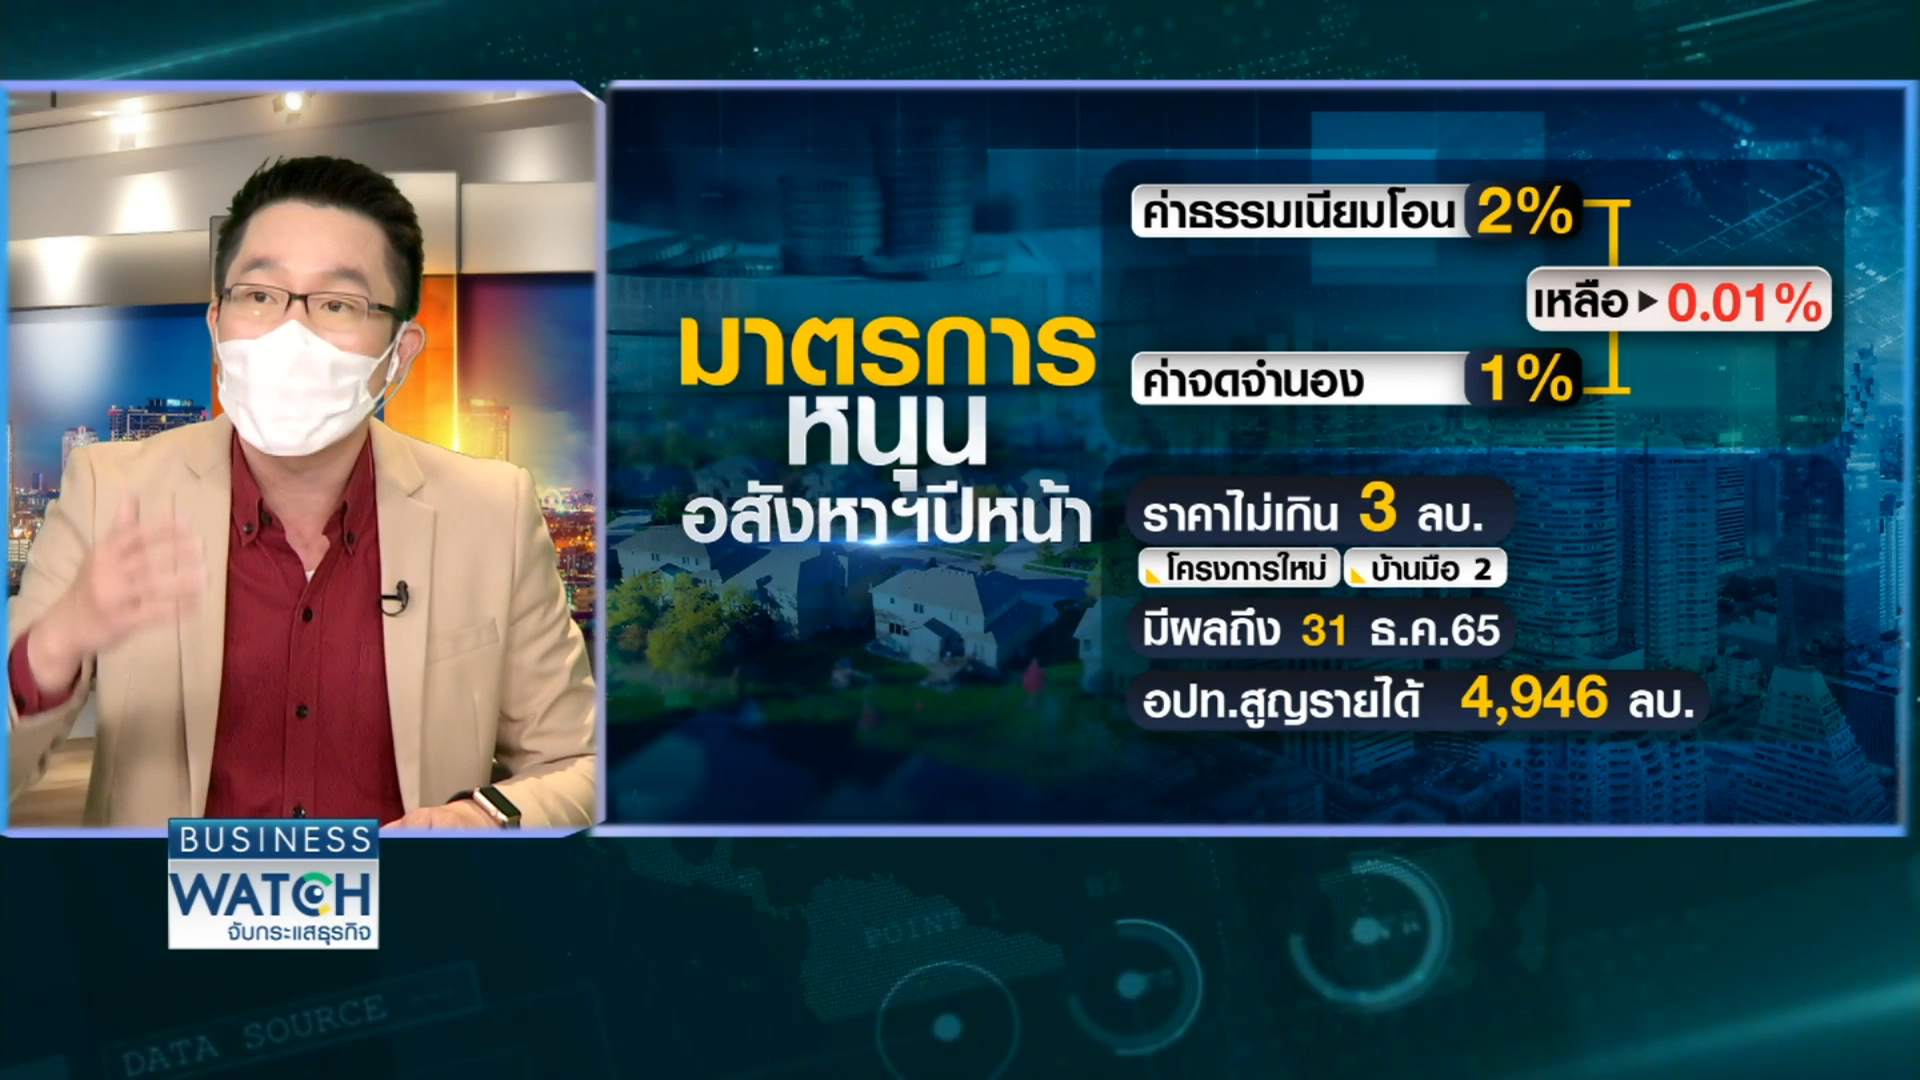 มาตรการ
หนุน
อสังหาฯปีหน้า
ค่าธรรมเนียมโอน 2%
เหลือ ▸ 0.01%
ค่าจดจำนอง 1%
ราคาไม่เกิน 3 ลบ.
โครงการใหม่ บ้านมือ 2
มีผลถึง 31 ธ.ค.65
อปท.สูญรายได้ 4,946 ลบ.
BUSINESS
WATCH
จับกระแสธุรกิจ
POINT 1
DATA SOURCE